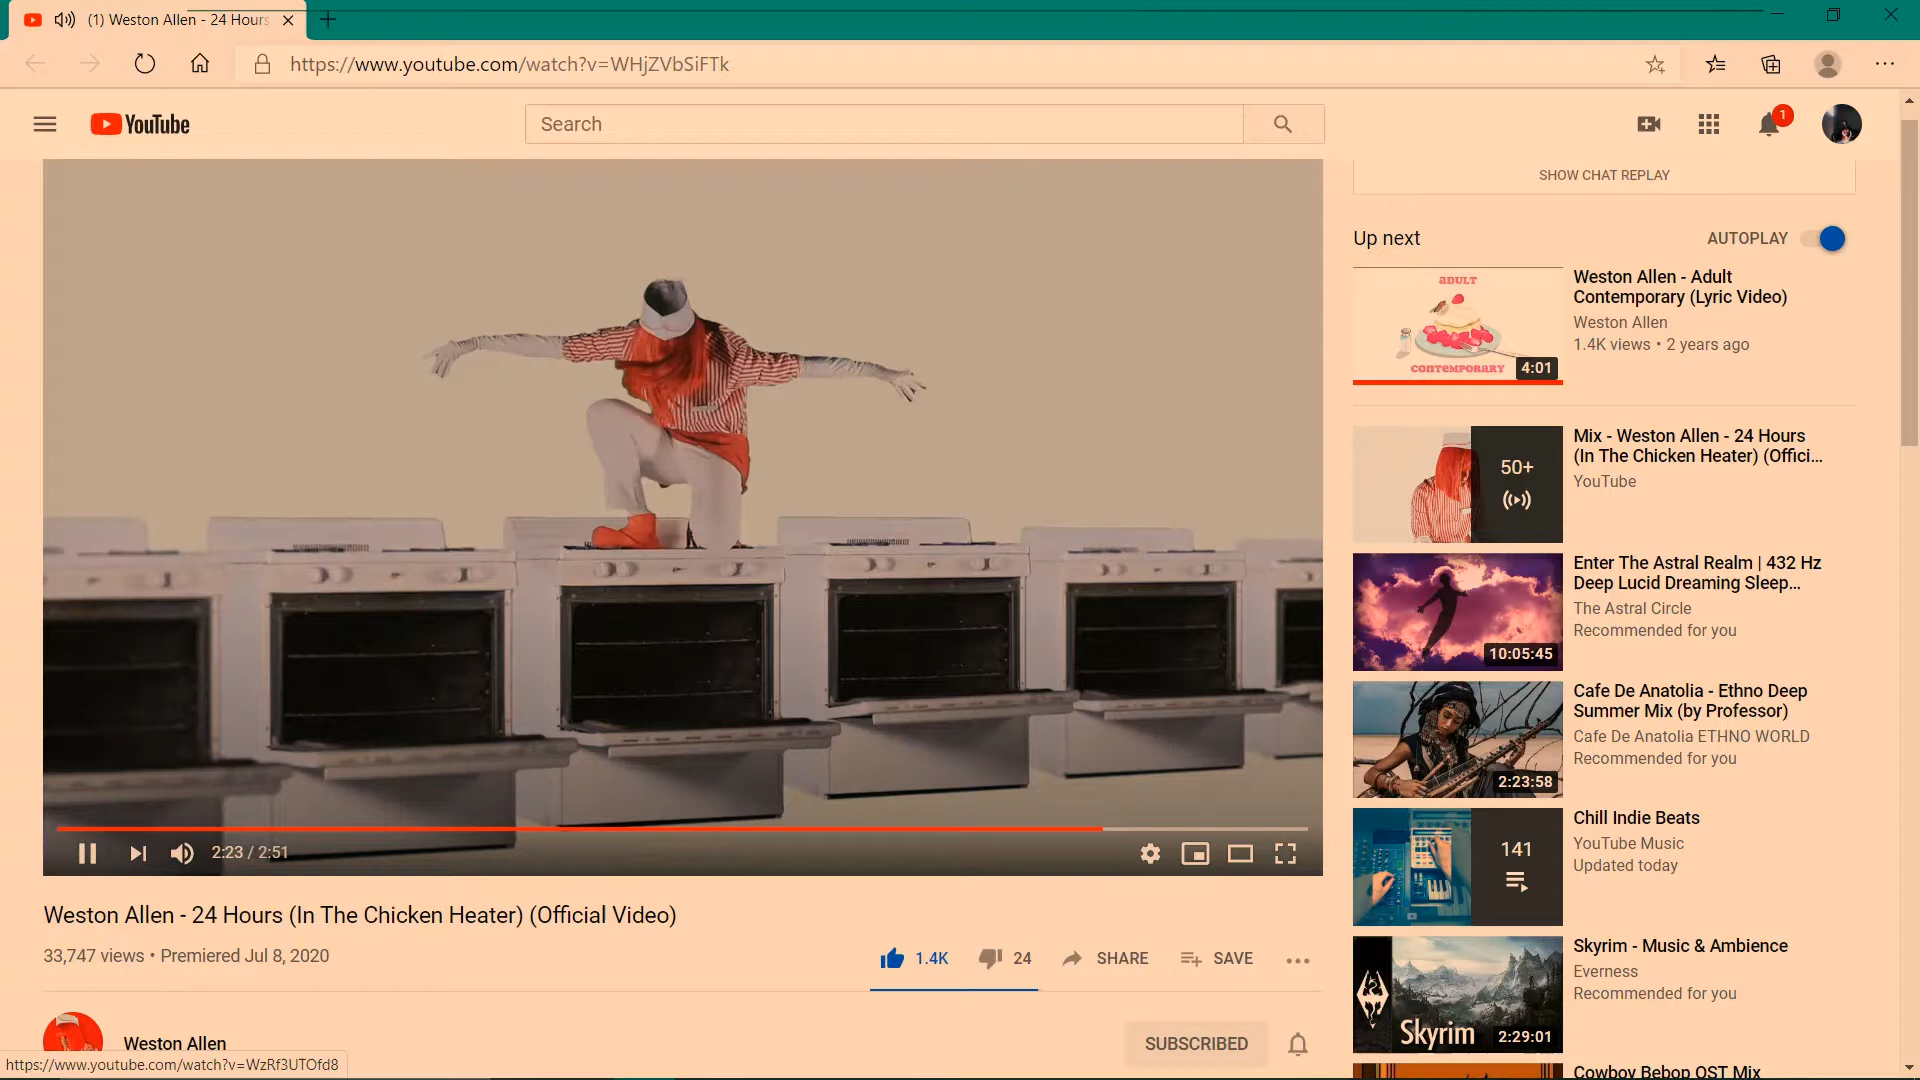 (1) Weston Allen - 24 Hours
https://www.youtube.com/watch?v=WHjZVbSiFTk
YouTube
Search
1
SHOW CHAT REPLAY
Up next
AUTOPLAY
ADULT
CONTEMPORARY
4:01
Weston Allen - Adult
Contemporary (Lyric Video)
Weston Allen
1.4K views • 2 years ago
50+
Mix - Weston Allen - 24 Hours
(In The Chicken Heater) (Offici...
YouTube
10:05:45
Enter The Astral Realm | 432 Hz
Deep Lucid Dreaming Sleep...
The Astral Circle
Recommended for you
2:23:58
Cafe De Anatolia - Ethno Deep
Summer Mix (by Professor)
Cafe De Anatolia ETHNO WORLD
Recommended for you
141
Chill Indie Beats
YouTube Music
Updated today
Skyrim
2:29:01
Skyrim - Music & Ambience
Everness
Recommended for you
Cowboy Bebop OST Mix
2:23 / 2:51
Weston Allen - 24 Hours (In The Chicken Heater) (Official Video)
33,747 views • Premiered Jul 8, 2020
1.4K
24
SHARE
SAVE
Weston Allen
SUBSCRIBED
https://www.youtube.com/watch?v=WzRf3UTOfd8